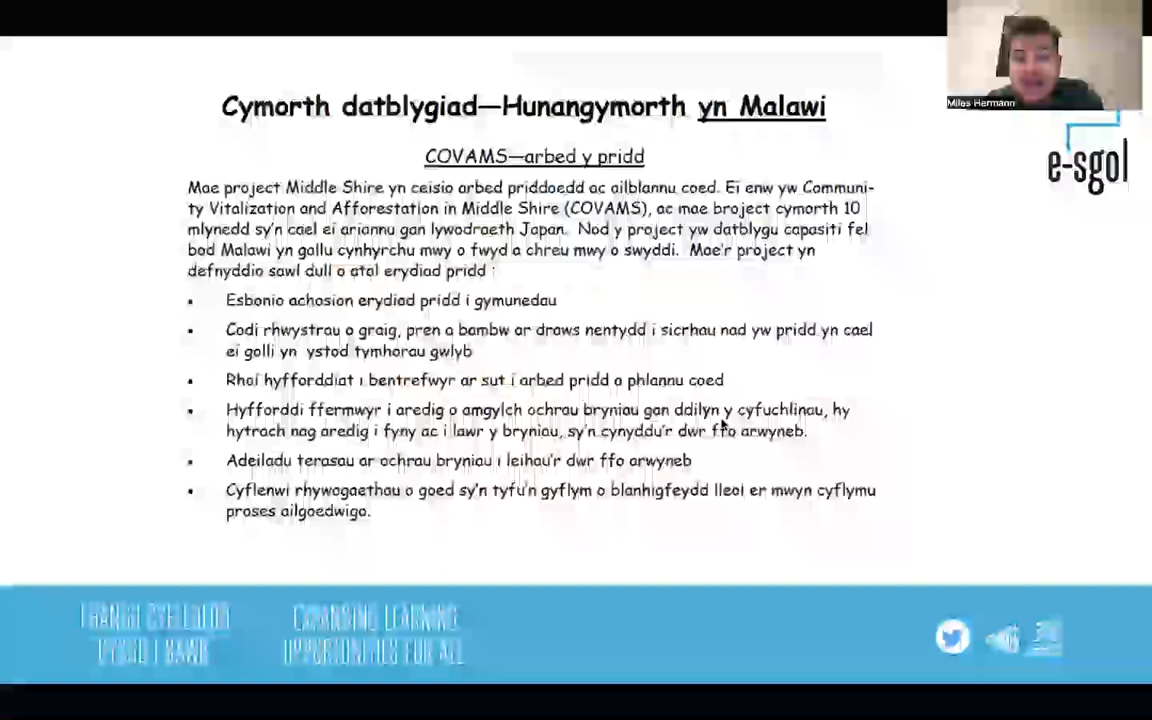 Miles Hermann
e-sgol
Cymorth datblygiad—Hunangymorth yn Malawi
COVAMS—arbed y pridd
Mae project Middle Shire yn ceisio arbed priddoedd ac ailblannu coed. Ei enw yw Communi-
ty Vitalization and Afforestation in Middle Shire (COVAMS), ac mae broject cymorth 10
mlynedd sy'n cael ei ariannu gan lywodraeth Japan. Nod y project yw datblygu capasiti fel
bod Malawi yn gallu cynhyrchu mwy o fwyd a chreu mwy o swyddi. Mae'r project yn
defnyddio sawl dull o atal erydiad pridd :
▪ Esbonio achosion erydiad pridd i gymunedau
▪ Codi rhwystrau o graig, pren a bambw ar draws nentydd i sicrhau nad yw pridd yn cael
ei golli yn ystod tymhorau gwlyb
▪ Rhoi hyfforddiat i bentrefwyr ar sut i arbed pridd a phlannu coed
▪ Hyfforddi ffermwyr i aredig o amgylch ochrau bryniau gan ddilyn y cyfuchlinau, hy
hytrach nag aredig i fyny ac i lawr y bryniau, sy'n cynyddu'r dwr ffo arwyneb.
▪ Adeiladu terasau ar ochrau bryniau i leihau'r dwr ffo arwyneb
▪ Cyflenwi rhywogaethau o goed sy'n tyfu'n gyflym o blanhigfeydd lleol er mwyn cyflymu
proses ailgoedwigo.
EXPANDING LEARNING
OPPORTUNITIES FOR ALL